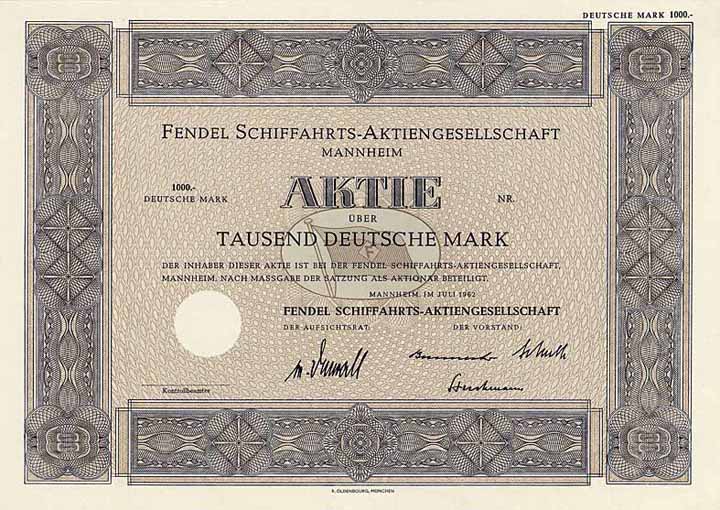 DEUTSCHE MARK 1000.-
FENDEL SCHIFFAHRTS-AKTIENGESELLSCHAFT
MANNHEIM
1000.-
DEUTSCHE MARK
AKTIE
NR.
ÜBER
TAUSEND DEUTSCHE MARK
F
DER INHABER DIESER AKTIE IST BEI DER FENDEL SCHIFFAHRTS-AKTIENGESELLSCHAFT,
MANNHEIM, NACH MASSGABE DER SATZUNG ALS AKTIONÄR BETEILIGT.
MANNHEIM, IM JULI 1962
FENDEL SCHIFFAHRTS-AKTIENGESELLSCHAFT
DER AUFSICHTSRAT:
DER VORSTAND:
Kontrollbeamter
R. OLDENBOURG, MÜNCHEN